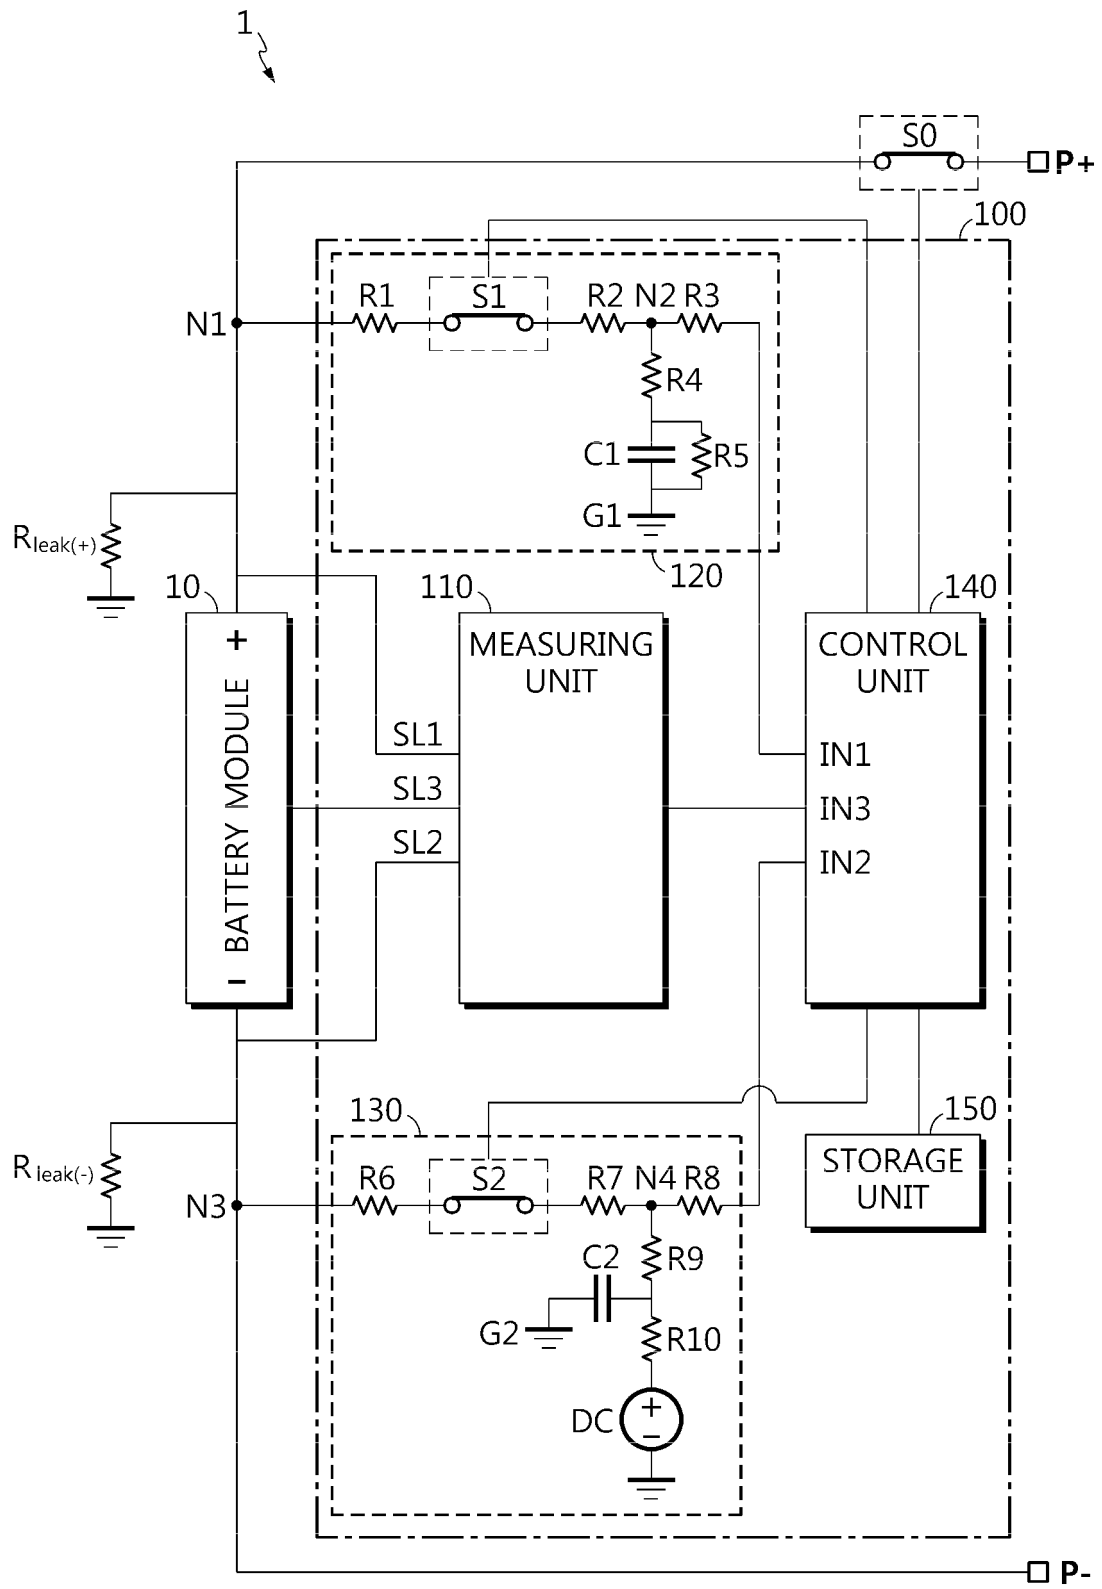 1
S0
P+
100
R1
S1
R2
N2
R3
N1
R4
C1
R5
G1
Rleak(+)
120
10
110
140
+
MEASURING
UNIT
CONTROL
UNIT
BATTERY MODULE
SL1
IN1
SL3
IN3
SL2
IN2
−
130
150
Rleak(-)
R6
S2
R7
N4
R8
STORAGE
UNIT
N3
C2
R9
G2
R10
DC
+
−
P-